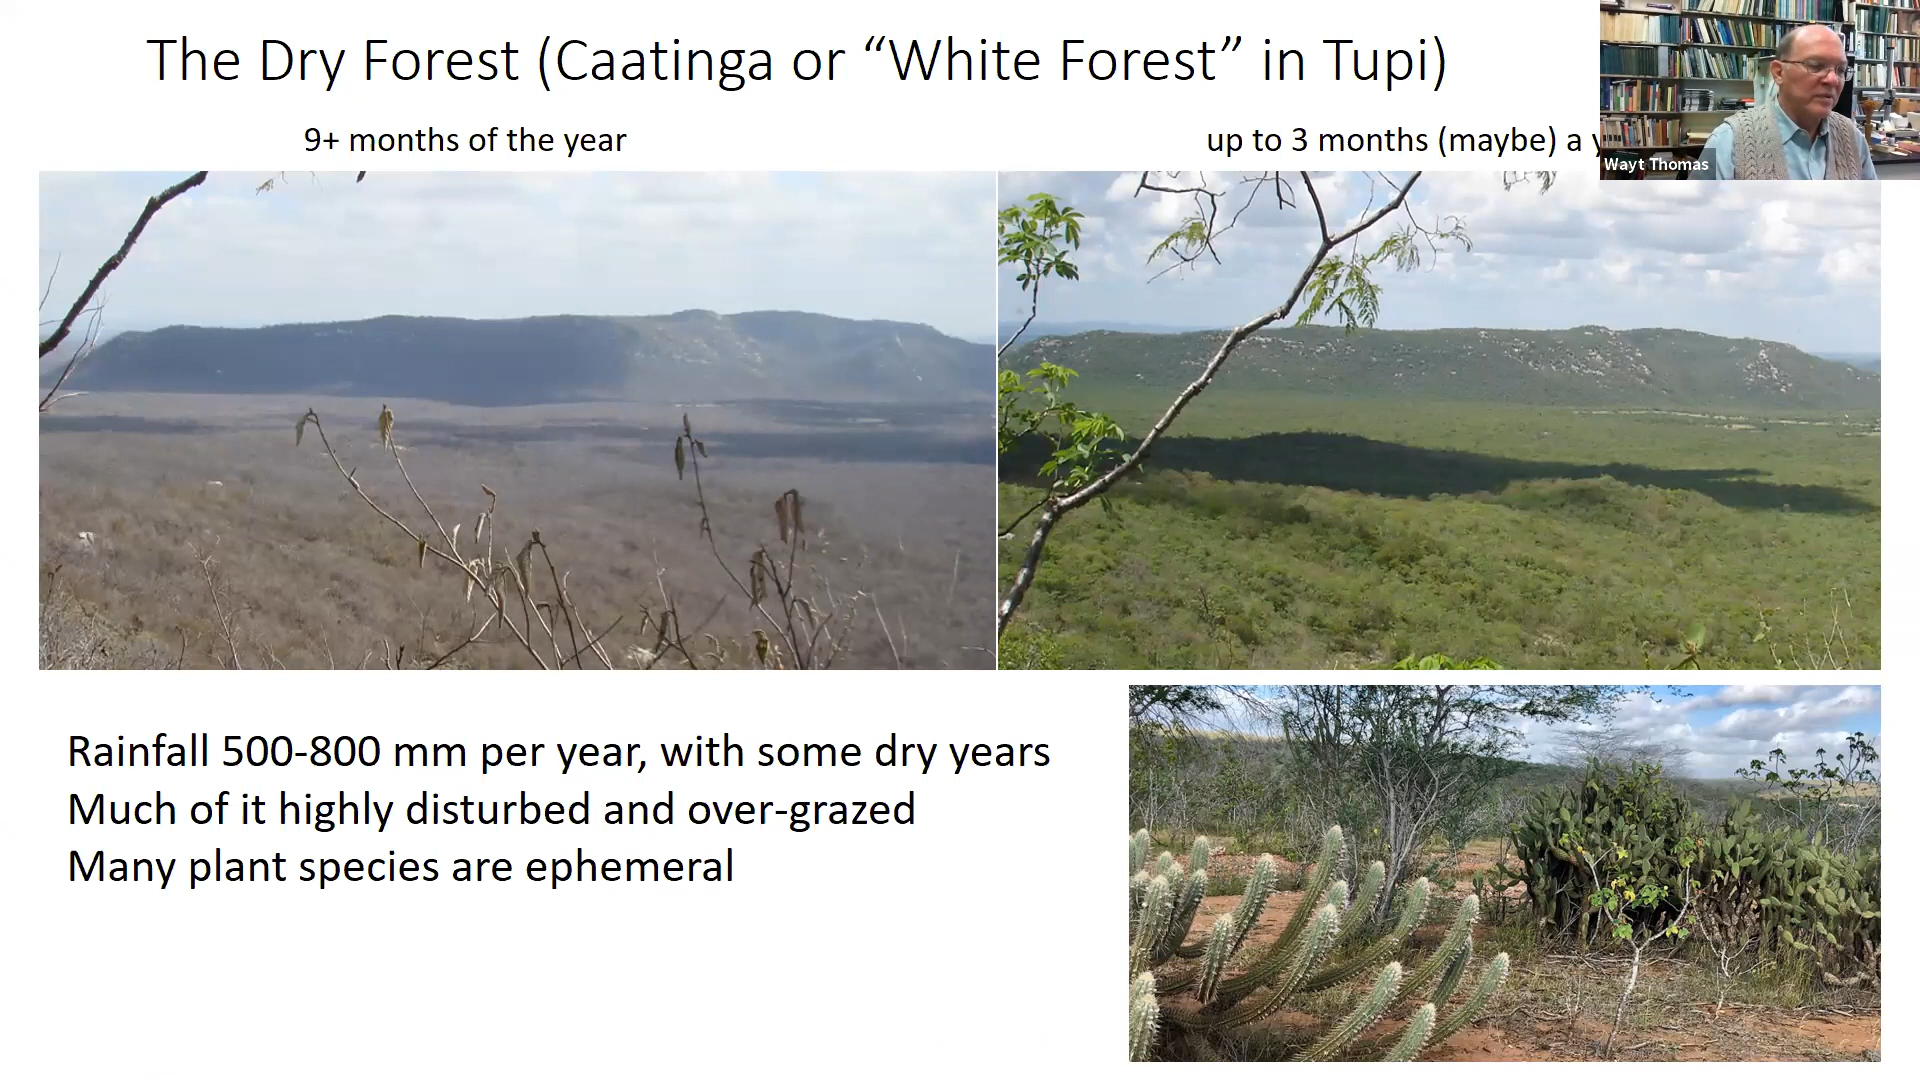 The Dry Forest (Caatinga or “White Forest” in Tupi)
9+ months of the year
up to 3 months (maybe) a
Wayt Thomas
Rainfall 500-800 mm per year, with some dry years
Much of it highly disturbed and over-grazed
Many plant species are ephemeral